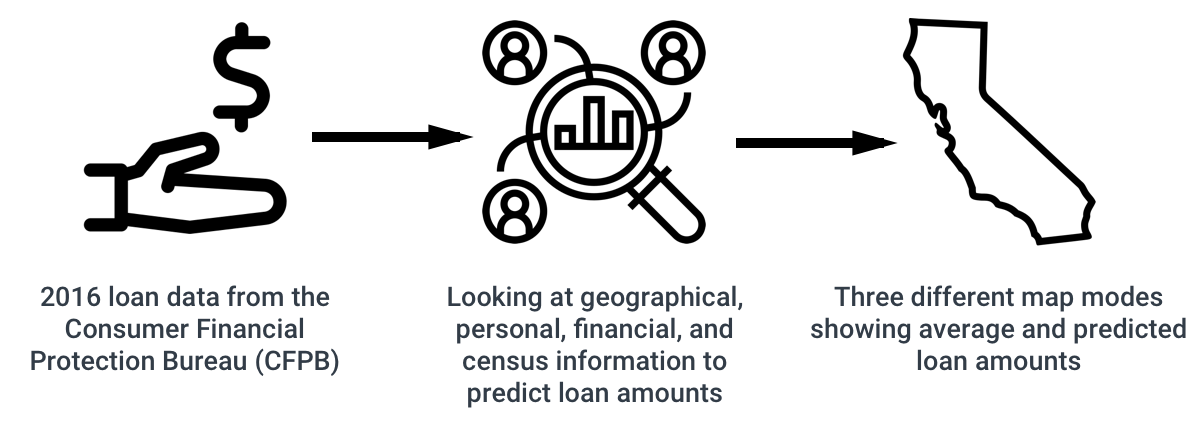 2016 loan data from the
Consumer Financial
Protection Bureau (CFPB)
Looking at geographical,
personal, financial, and
census information to
predict loan amounts
Three different map modes
showing average and predicted
loan amounts